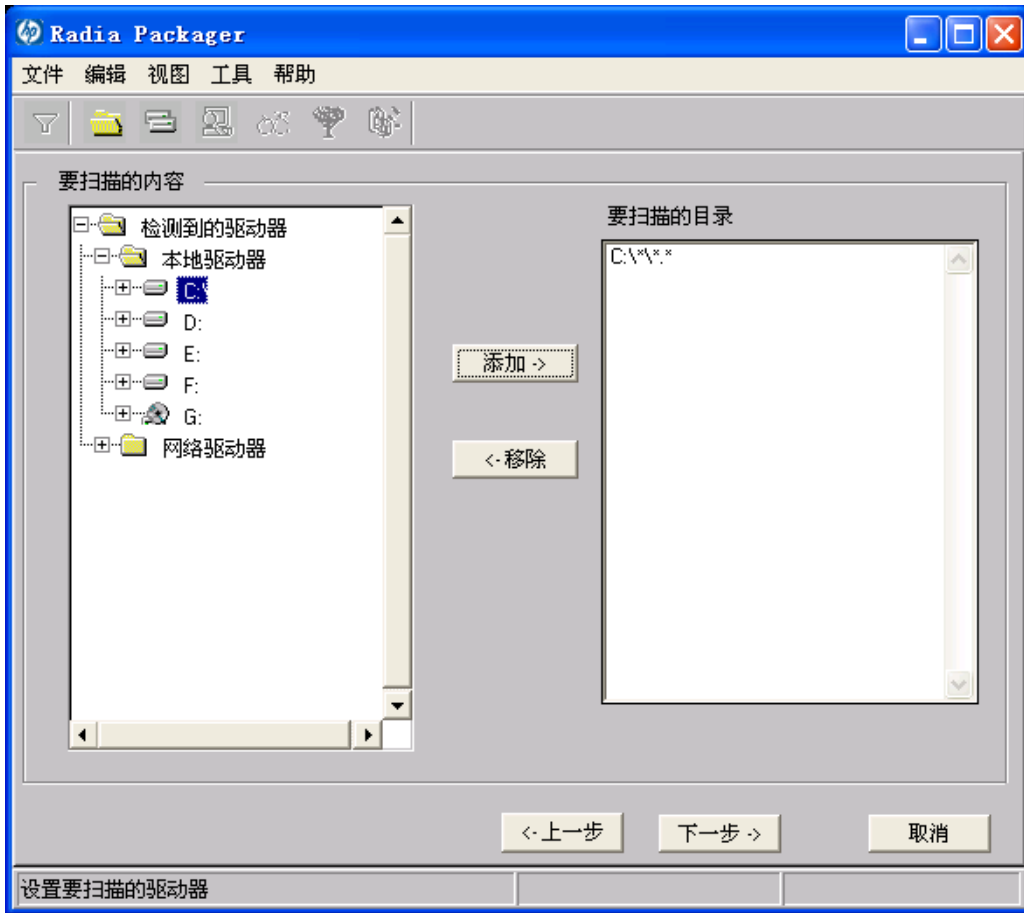 Radia Packager
文件 编辑 视图 工具 帮助
要扫描的内容
检测到的驱动器
本地驱动器
C:\
D:
E:
F:
G:
网络驱动器
添加 ->
<- 移除
要扫描的目录
C:\*\*.*
<- 上一步
下一步 ->
取消
设置要扫描的驱动器